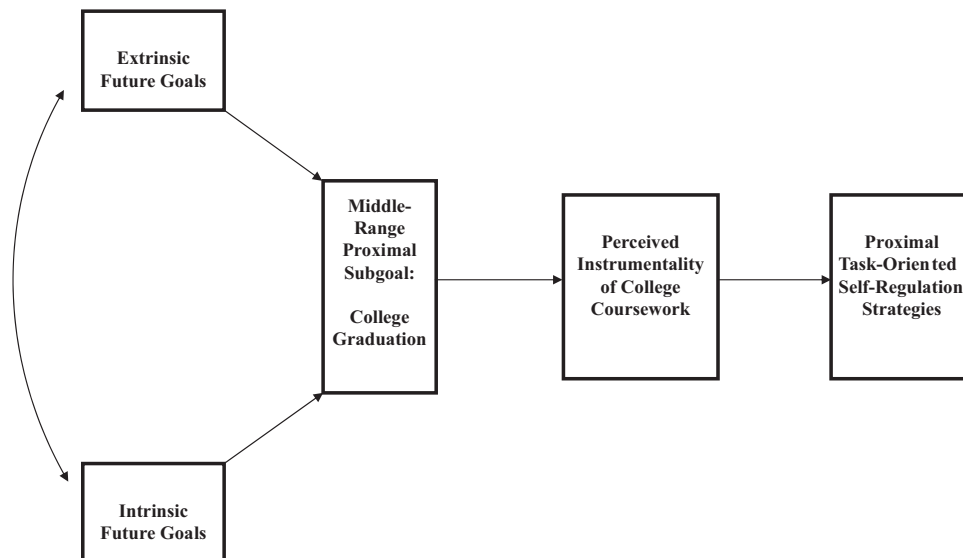 Extrinsic
Future Goals
Middle-
Range
Proximal
Subgoal:
College
Graduation
Perceived
Instrumentality
of College
Coursework
Proximal
Task-Oriented
Self-Regulation
Strategies
Intrinsic
Future Goals